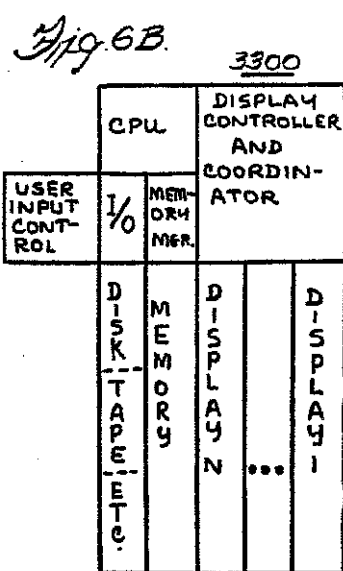 Fig. 6B.
3300
CPU
DISPLAY
CONTROLLER
AND
COORDIN-
ATOR
USER
INPUT
CONT-
ROL
I/O
MEM-
ORY
MGR.
DISK---TAPE---ETC.
MEMORY
DISPLAY N
...
DISPLAY 1